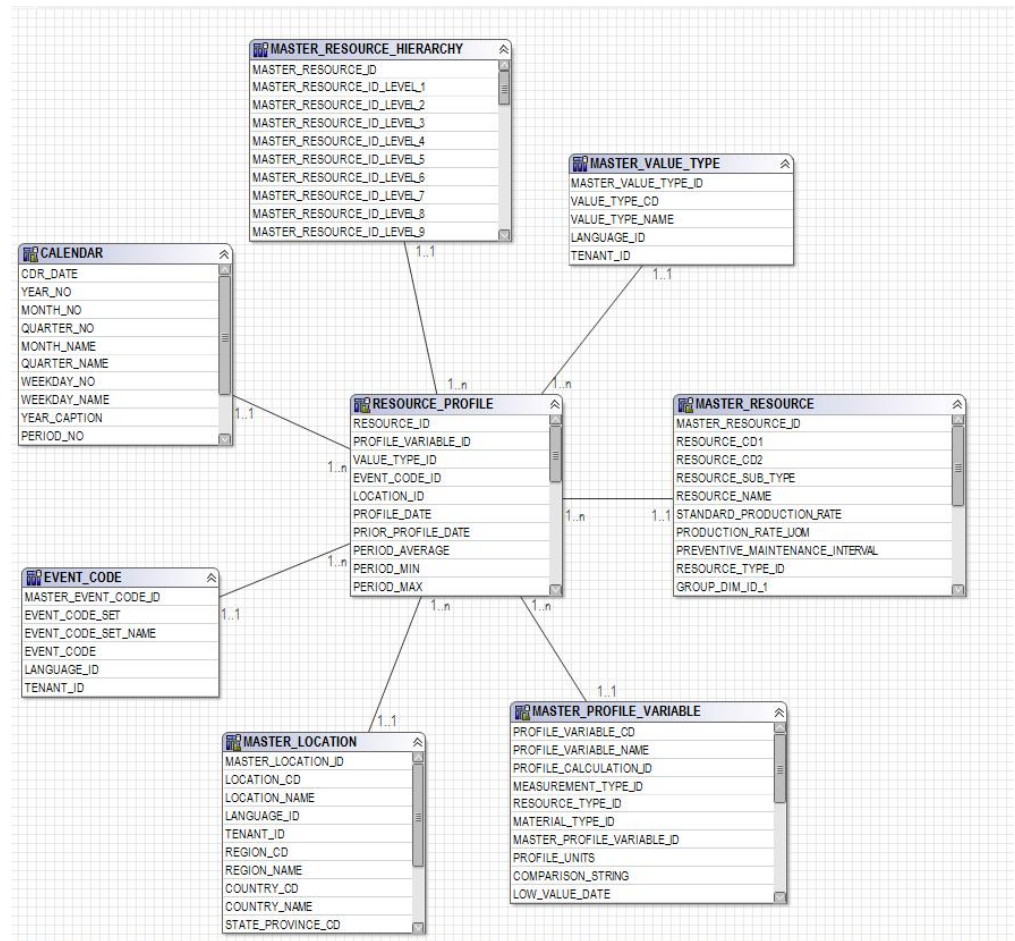 MASTER_RESOURCE_HIERARCHY
MASTER_RESOURCE_ID
MASTER_RESOURCE_ID_LEVEL_1
MASTER_RESOURCE_ID_LEVEL_2
MASTER_RESOURCE_ID_LEVEL_3
MASTER_RESOURCE_ID_LEVEL_4
MASTER_RESOURCE_ID_LEVEL_5
MASTER_RESOURCE_ID_LEVEL_6
MASTER_RESOURCE_ID_LEVEL_7
MASTER_RESOURCE_ID_LEVEL_8
MASTER_RESOURCE_ID_LEVEL_9
1..1
MASTER_VALUE_TYPE
MASTER_VALUE_TYPE_ID
VALUE_TYPE_CD
VALUE_TYPE_NAME
LANGUAGE_ID
TENANT_ID
1..1
CALENDAR
CDR_DATE
YEAR_NO
MONTH_NO
QUARTER_NO
MONTH_NAME
QUARTER_NAME
WEEKDAY_NO
WEEKDAY_NAME
YEAR_CAPTION
PERIOD_NO
1..1
1..n
1..n
1..n
RESOURCE_PROFILE
RESOURCE_ID
PROFILE_VARIABLE_ID
VALUE_TYPE_ID
EVENT_CODE_ID
LOCATION_ID
PROFILE_DATE
PRIOR_PROFILE_DATE
PERIOD_AVERAGE
PERIOD_MIN
PERIOD_MAX
1..n
1..1
MASTER_RESOURCE
MASTER_RESOURCE_ID
RESOURCE_CD1
RESOURCE_CD2
RESOURCE_SUB_TYPE
RESOURCE_NAME
STANDARD_PRODUCTION_RATE
PRODUCTION_RATE_UOM
PREVENTIVE_MAINTENANCE_INTERVAL
RESOURCE_TYPE_ID
GROUP_DIM_ID_1
1..n
EVENT_CODE
MASTER_EVENT_CODE_ID
EVENT_CODE_SET
EVENT_CODE_SET_NAME
EVENT_CODE
LANGUAGE_ID
TENANT_ID
1..1
1..n
1..n
1..1
MASTER_LOCATION
MASTER_LOCATION_ID
LOCATION_CD
LOCATION_NAME
LANGUAGE_ID
TENANT_ID
REGION_CD
REGION_NAME
COUNTRY_CD
COUNTRY_NAME
STATE_PROVINCE_CD
1..1
MASTER_PROFILE_VARIABLE
PROFILE_VARIABLE_CD
PROFILE_VARIABLE_NAME
PROFILE_CALCULATION_ID
MEASUREMENT_TYPE_ID
RESOURCE_TYPE_ID
MATERIAL_TYPE_ID
MASTER_PROFILE_VARIABLE_ID
PROFILE_UNITS
COMPARISON_STRING
LOW_VALUE_DATE